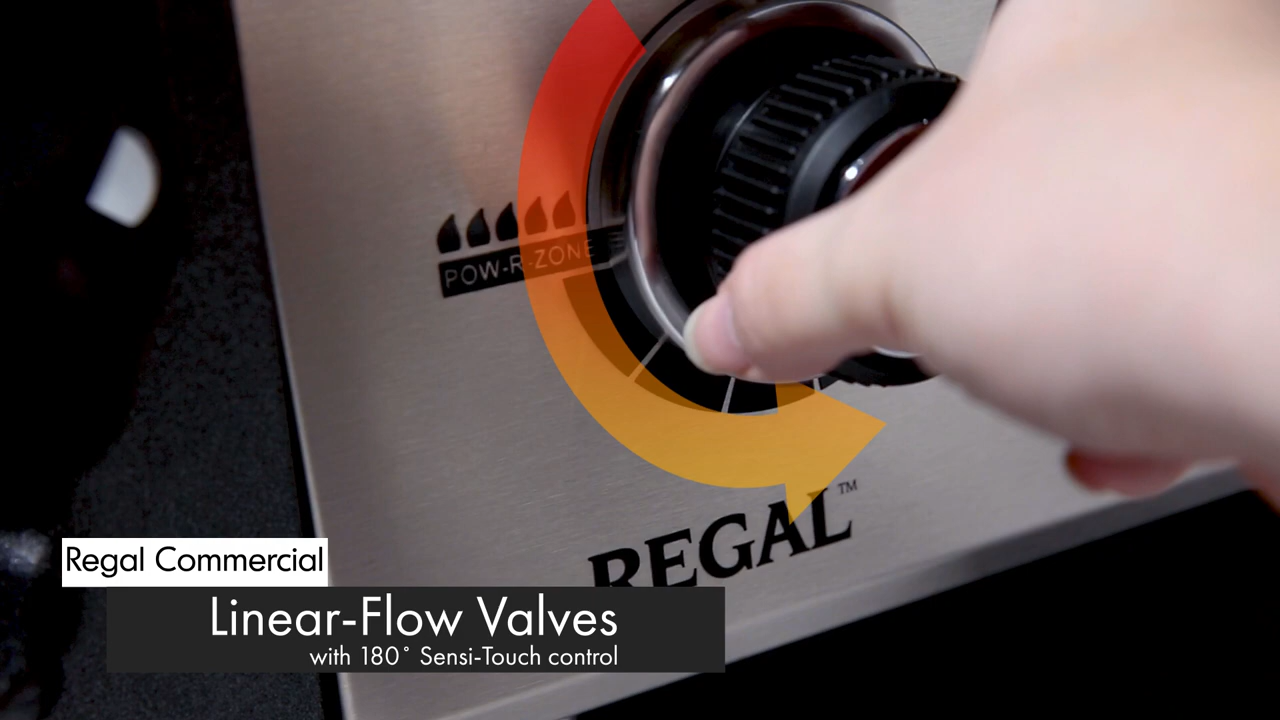 POW-R-ZONE
REGAL™
Regal Commercial
Linear-Flow Valves
with 180° Sensi-Touch control